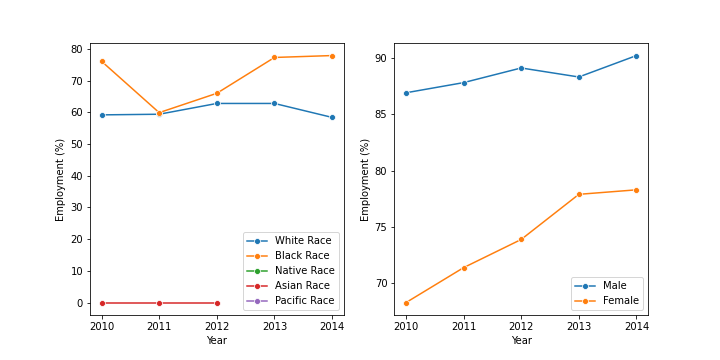 80
70
60
50
40
30
20
10
0
Employment (%)
2010 2011 2012 2013 2014
Year
White Race
Black Race
Native Race
Asian Race
Pacific Race
90
85
80
75
70
Employment (%)
2010 2011 2012 2013 2014
Year
Male
Female